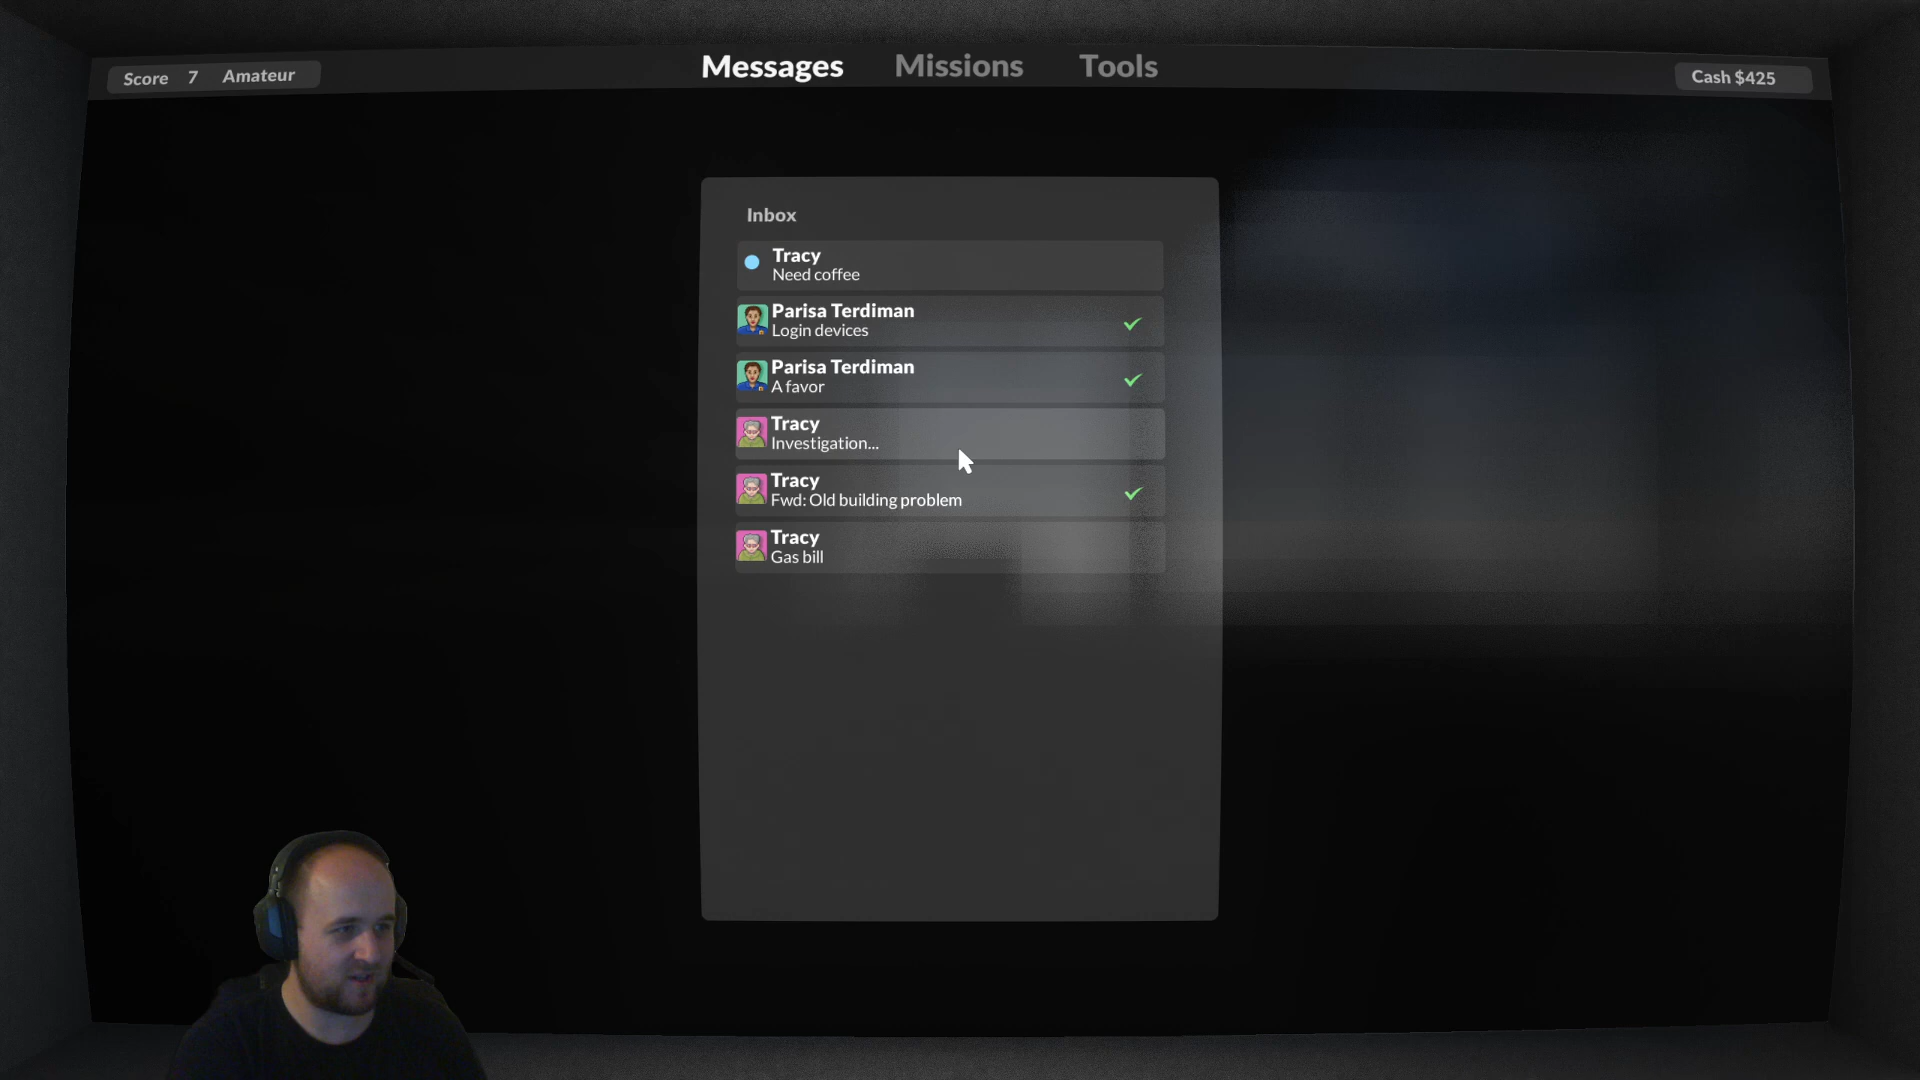 Score 7 Amateur
Messages Missions Tools
Cash $425
Inbox
Tracy
Need coffee
Parisa Terdiman
Login devices
Parisa Terdiman
A favor
Tracy
Investigation...
Tracy
Fwd: Old building problem
Tracy
Gas bill